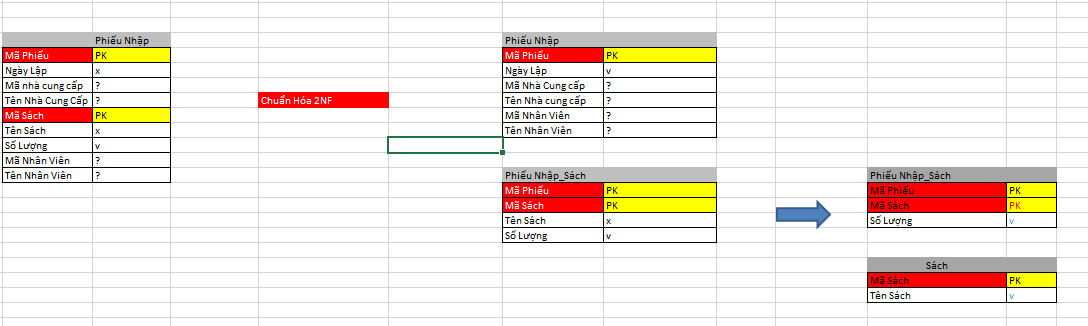 Phiếu Nhập
Mã Phiếu PK
Ngày Lập x
Mã nhà cung cấp ?
Tên Nhà Cung Cấp ?
Mã Sách PK
Tên Sách x
Số Lượng v
Mã Nhân Viên ?
Tên Nhân Viên ?
Chuẩn Hóa 2NF
Phiếu Nhập
Mã Phiếu PK
Ngày Lập v
Mã Nhà Cung cấp ?
Tên Nhà cung cấp ?
Mã Nhân Viên ?
Tên Nhân Viên ?
Phiếu Nhập_Sách
Mã Phiếu PK
Mã Sách PK
Tên Sách x
Số Lượng v
Phiếu Nhập_Sách
Mã Phiếu PK
Mã Sách PK
Số Lượng v
Sách
Mã Sách PK
Tên Sách v